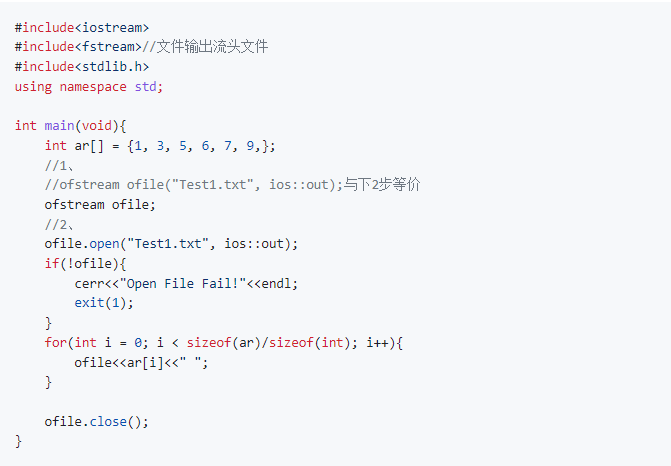 #include<iostream>
#include<fstream>//文件输出流头文件
#include<stdlib.h>
using namespace std;

int main(void){
    int ar[] = {1, 3, 5, 6, 7, 9,};
    //1、
    //ofstream ofile("Test1.txt", ios::out);与下2步等价
    ofstream ofile;
    //2、
    ofile.open("Test1.txt", ios::out);
    if(!ofile){
        cerr<<"Open File Fail!"<<endl;
        exit(1);
    }
    for(int i = 0; i < sizeof(ar)/sizeof(int); i++){
        ofile<<ar[i]<<" ";
    }

    ofile.close();
}